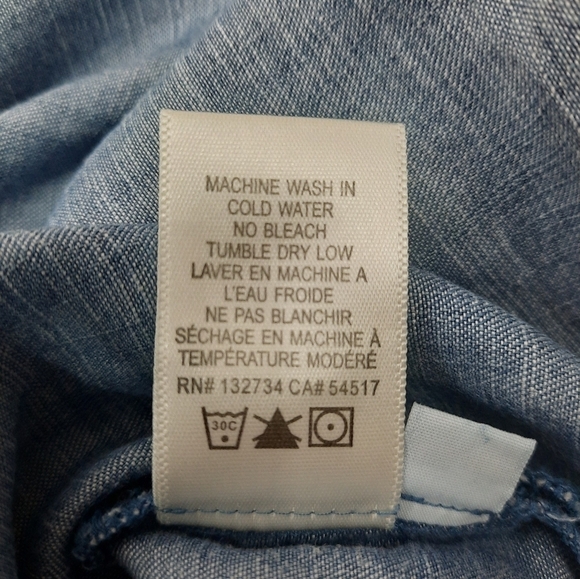 MACHINE WASH IN
COLD WATER
NO BLEACH
TUMBLE DRY LOW
LAVER EN MACHINE A
L'EAU FROIDE
NE PAS BLANCHIR
SÉCHAGE EN MACHINE À
TEMPÉRATURE MODÉRÉ
RN# 132734 CA# 54517
30C